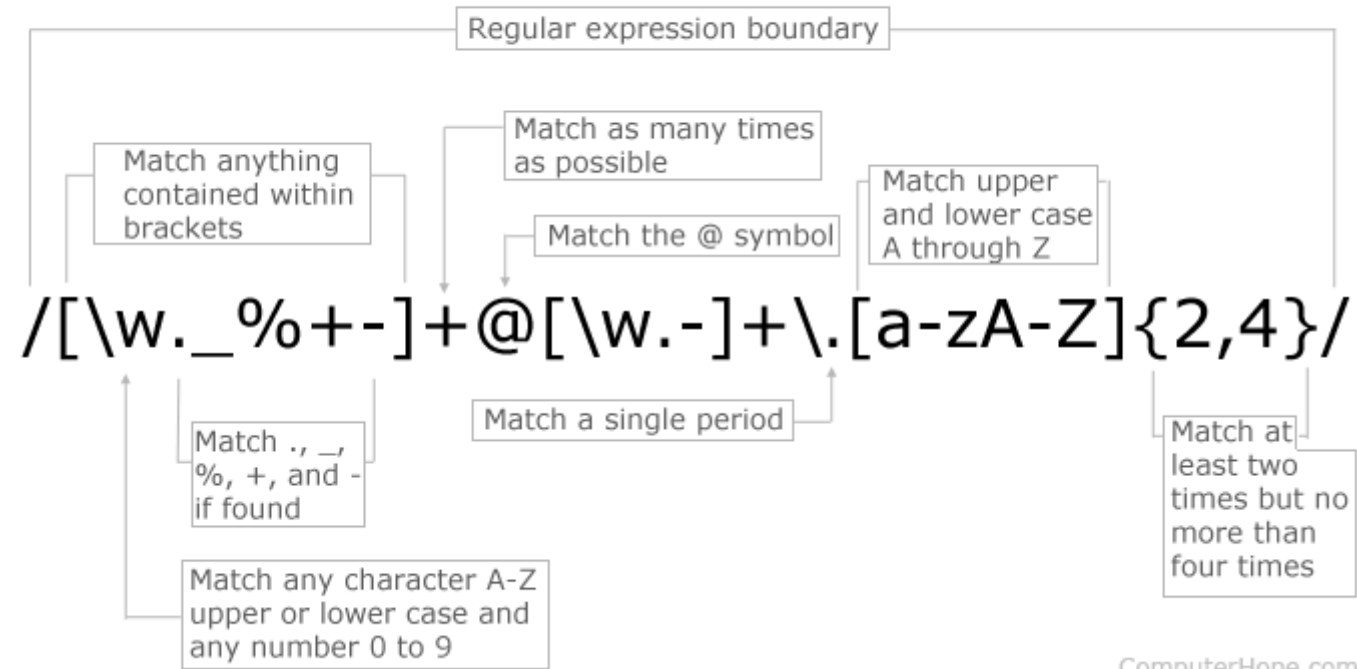 Regular expression boundary
Match as many times
as possible
Match anything
contained within
brackets
Match upper
and lower case
A through Z
Match the @ symbol
/[\w._%+-]+@[\w.-]+\.[a-zA-Z]{2,4}/
Match a single period
Match ., _,
%, +, and -
if found
Match at
least two
times but no
more than
four times
Match any character A-Z
upper or lower case and
any number 0 to 9
ComputerHope.com